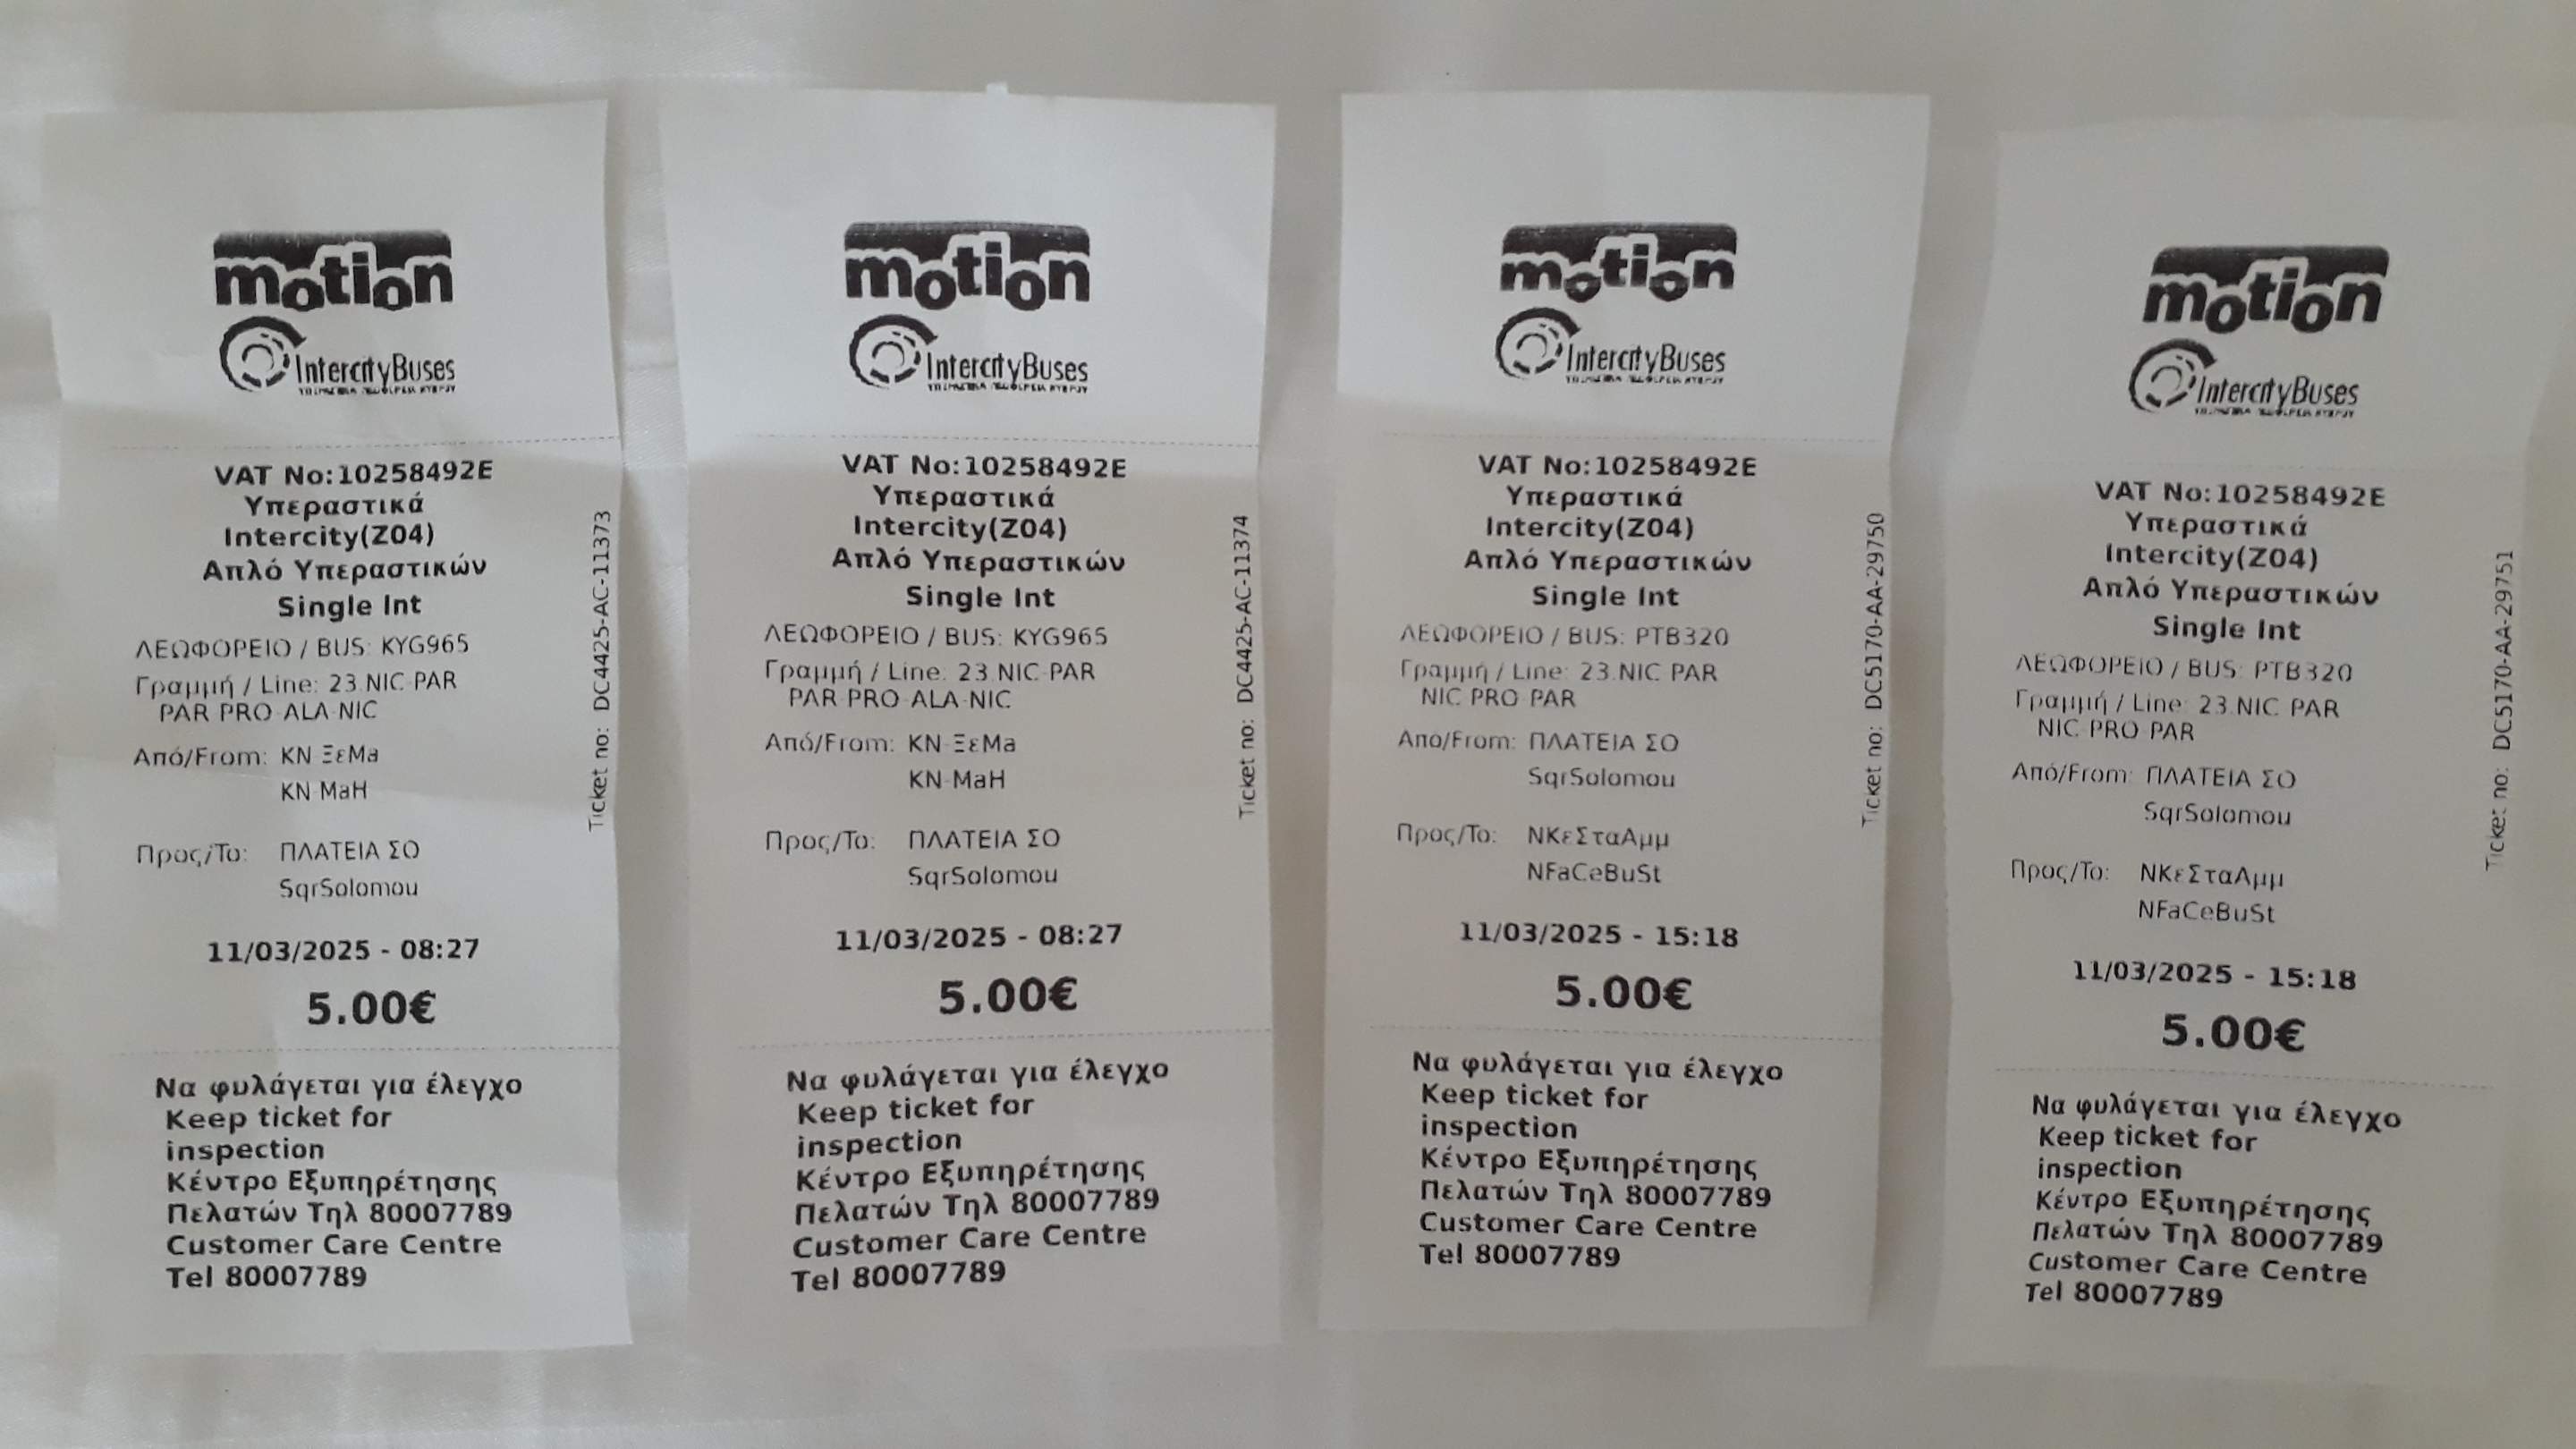 motion
IntercityBuses
VAT No:10258492E
Υπεραστικά
Intercity(Z04)
Απλό Υπεραστικών
Single Int
ΛΕΩΦΟΡΕΙΟ / BUS: KYG965
Γραμμή / Line: 23.NIC-PAR
PAR-PRO-ALA-NIC
Από/From: KN-ΞεMa
KN-MaH
Προς/To: ΠΛΑΤΕΙΑ ΣΟ
SqrSolomou
11/03/2025 - 08:27
5.00€
Να φυλάγεται για έλεγχο
Keep ticket for
inspection
Κέντρο Εξυπηρέτησης
Πελατών Τηλ 80007789
Customer Care Centre
Tel 80007789
Ticket no: DC4425-AC-11373
motion
IntercityBuses
VAT No:10258492E
Υπεραστικά
Intercity(Z04)
Απλό Υπεραστικών
Single Int
ΛΕΩΦΟΡΕΙΟ / BUS: KYG965
Γραμμή / Line: 23.NIC-PAR
PAR-PRO-ALA-NIC
Από/From: KN-ΞεMa
KN-MaH
Προς/To: ΠΛΑΤΕΙΑ ΣΟ
SqrSolomou
11/03/2025 - 08:27
5.00€
Να φυλάγεται για έλεγχο
Keep ticket for
inspection
Κέντρο Εξυπηρέτησης
Πελατών Τηλ 80007789
Customer Care Centre
Tel 80007789
Ticket no: DC4425-AC-11374
motion
IntercityBuses
VAT No:10258492E
Υπεραστικά
Intercity(Z04)
Απλό Υπεραστικών
Single Int
ΛΕΩΦΟΡΕΙΟ / BUS: PTB320
Γραμμή / Line: 23.NIC-PAR
NIC-PRO-PAR
Από/From: ΠΛΑΤΕΙΑ ΣΟ
SqrSolomou
Προς/To: ΝΚεΣταΑμμ
NFaCeBuSt
11/03/2025 - 15:18
5.00€
Να φυλάγεται για έλεγχο
Keep ticket for
inspection
Κέντρο Εξυπηρέτησης
Πελατών Τηλ 80007789
Customer Care Centre
Tel 80007789
Ticket no: DC5170-AA-29750
motion
IntercityBuses
VAT No:10258492E
Υπεραστικά
Intercity(Z04)
Απλό Υπεραστικών
Single Int
ΛΕΩΦΟΡΕΙΟ / BUS: PTB320
Γραμμή / Line: 23.NIC-PAR
NIC-PRO-PAR
Από/From: ΠΛΑΤΕΙΑ ΣΟ
SqrSolomou
Προς/To: ΝΚεΣταΑμμ
NFaCeBuSt
11/03/2025 - 15:18
5.00€
Να φυλάγεται για έλεγχο
Keep ticket for
inspection
Κέντρο Εξυπηρέτησης
Πελατών Τηλ 80007789
Customer Care Centre
Tel 80007789
Ticket no: DC5170-AA-29751